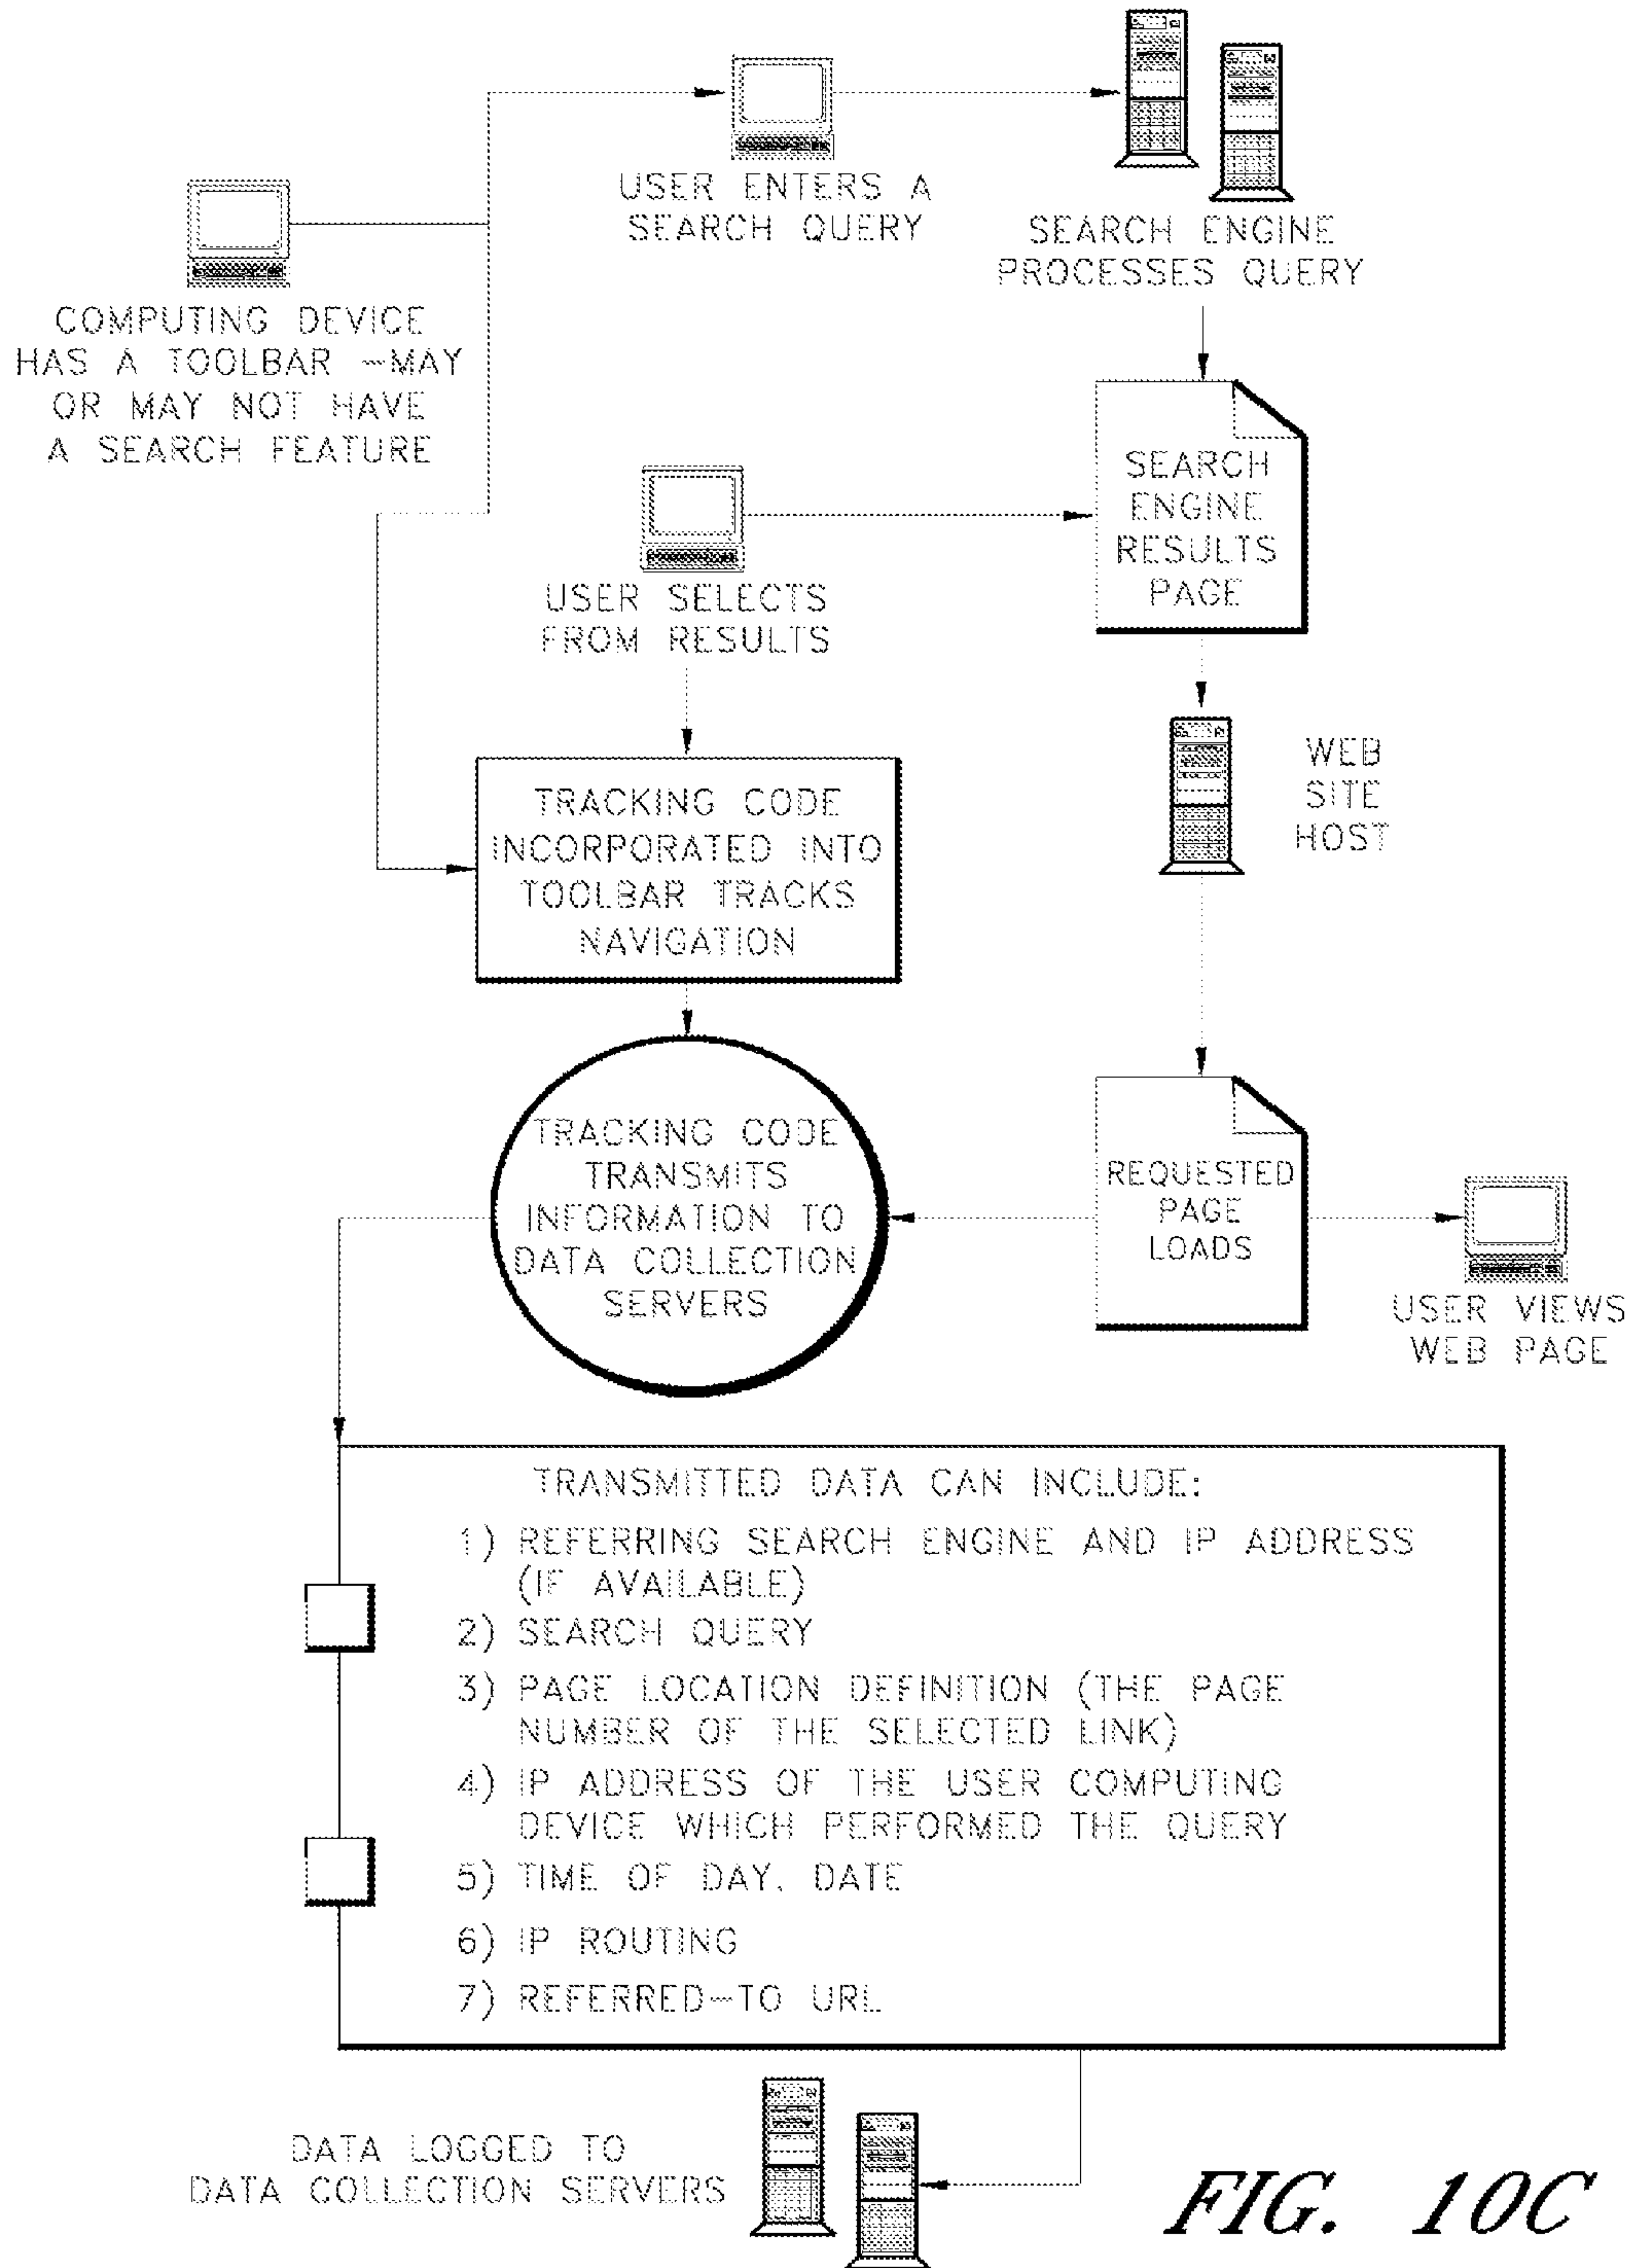 USER ENTERS A
SEARCH QUERY
SEARCH ENGINE
PROCESSES QUERY
COMPUTING DEVICE
HAS A TOOLBAR -MAY
OR MAY NOT HAVE
A SEARCH FEATURE
SEARCH
ENGINE
RESULTS
PAGE
USER SELECTS
FROM RESULTS
WEB
SITE
HOST
TRACKING CODE
INCORPORATED INTO
TOOLBAR TRACKS
NAVIGATION
TRACKING CODE
TRANSMITS
INFORMATION TO
DATA COLLECTION
SERVERS
REQUESTED
PAGE
LOADS
USER VIEWS
WEB PAGE
TRANSMITTED DATA CAN INCLUDE:
1) REFERRING SEARCH ENGINE AND IP ADDRESS
(IF AVAILABLE)
2) SEARCH QUERY
3) PAGE LOCATION DEFINITION (THE PAGE
NUMBER OF THE SELECTED LINK)
4) IP ADDRESS OF THE USER COMPUTING
DEVICE WHICH PERFORMED THE QUERY
5) TIME OF DAY, DATE
6) IP ROUTING
7) REFERRED-TO URL
DATA LOGGED TO
DATA COLLECTION SERVERS
FIG. 10C